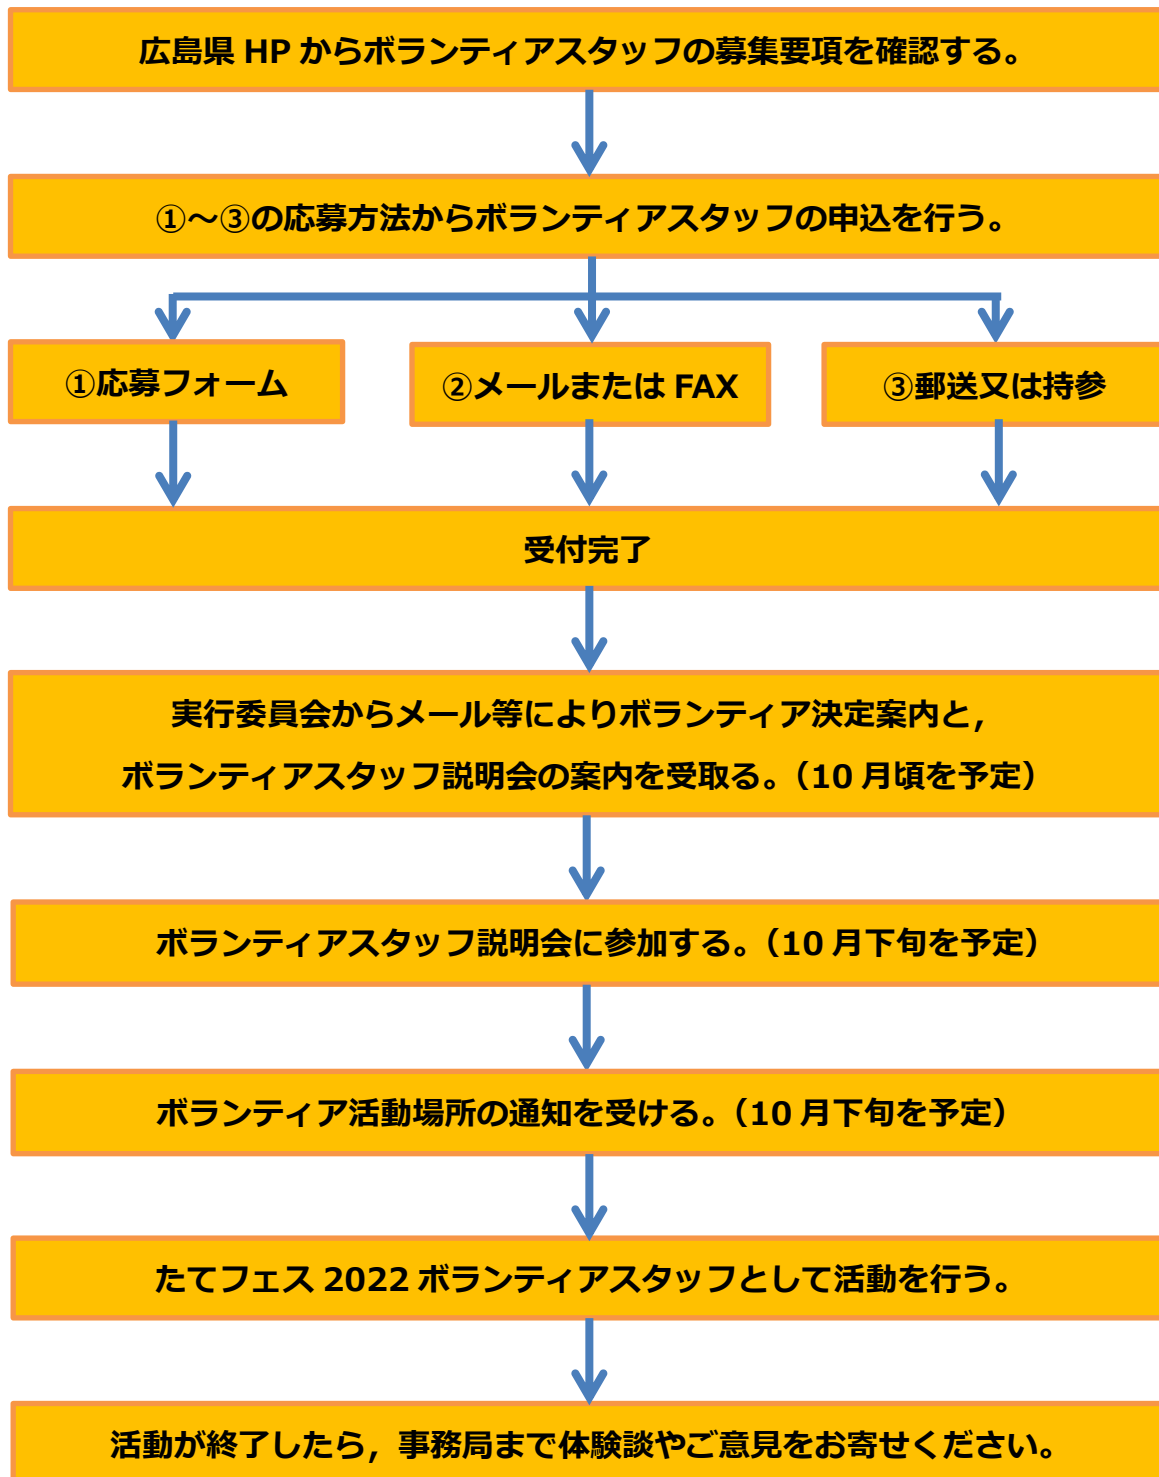 広島県 HP からボランティアスタッフの募集要項を確認する。
①～③の応募方法からボランティアスタッフの申込を行う。
①応募フォーム
②メールまたは FAX
③郵送又は持参
受付完了
実行委員会からメール等によりボランティア決定案内と，
ボランティアスタッフ説明会の案内を受取る。（10 月頃を予定）
ボランティアスタッフ説明会に参加する。（10 月下旬を予定）
ボランティア活動場所の通知を受ける。（10 月下旬を予定）
たてフェス 2022 ボランティアスタッフとして活動を行う。
活動が終了したら，事務局まで体験談やご意見をお寄せください。